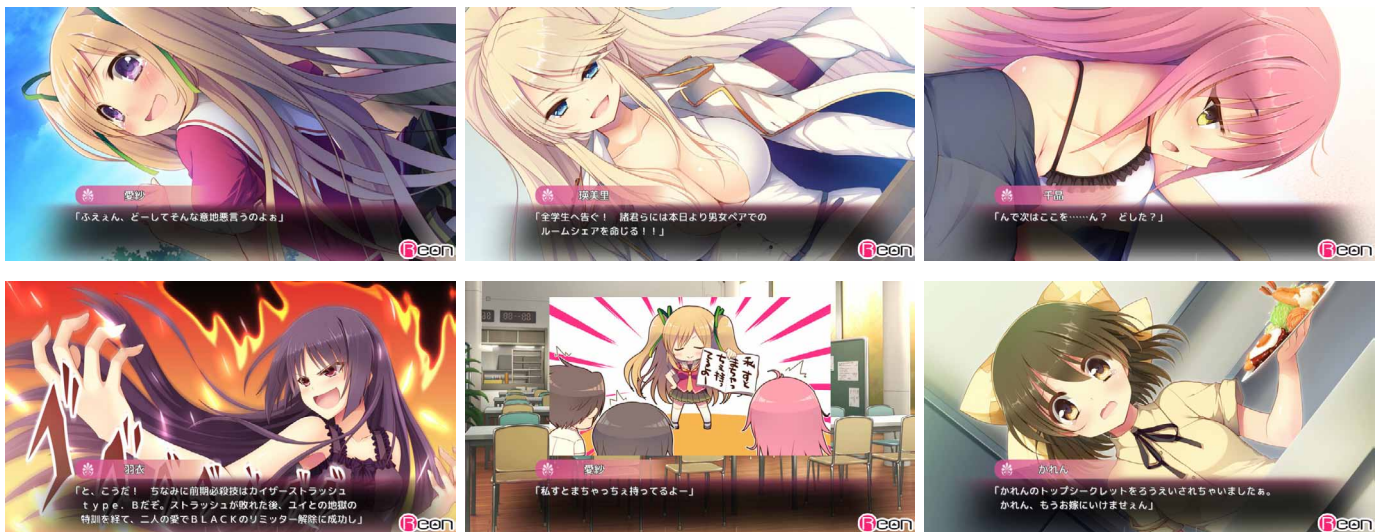 愛紗
「ふえぇん、どーしてそんな意地悪言うのよぉ」
Recon
瑛美里
「全学生へ告ぐ！　諸君らには本日より男女ペアでの
ルームシェアを命じる！！」
Recon
千晶
「んで次はここを……ん？　どした？」
Recon
羽衣
「と、こうだ！　ちなみに前期必殺技はカイザーストラッシュ
ｔｙｐｅ．Ｂだぞ。ストラッシュが敗れた後、ユイとの地獄の
特訓を経て、二人の愛でＢＬＡＣＫのリミッター解除に成功し」
Recon
愛紗
「私すとまちゃっちぇ持ってるよー」
Recon
かれん
「かれんのトップシークレットをろうえいされちゃいましたぁ。
かれん、もうお嫁にいけませぇん」
Recon